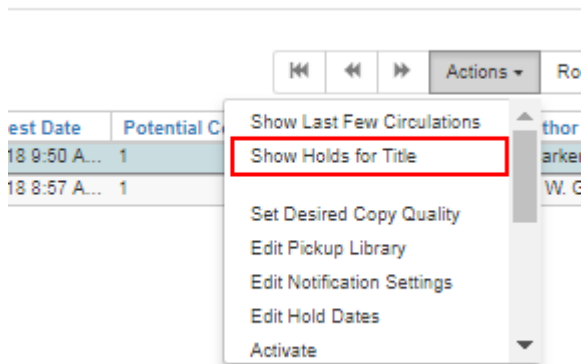 Actions Ro
est Date Potential C thor
18 9:50 A... 1 arker
18 8:57 A... 1 W. G
Show Last Few Circulations
Show Holds for Title
Set Desired Copy Quality
Edit Pickup Library
Edit Notification Settings
Edit Hold Dates
Activate